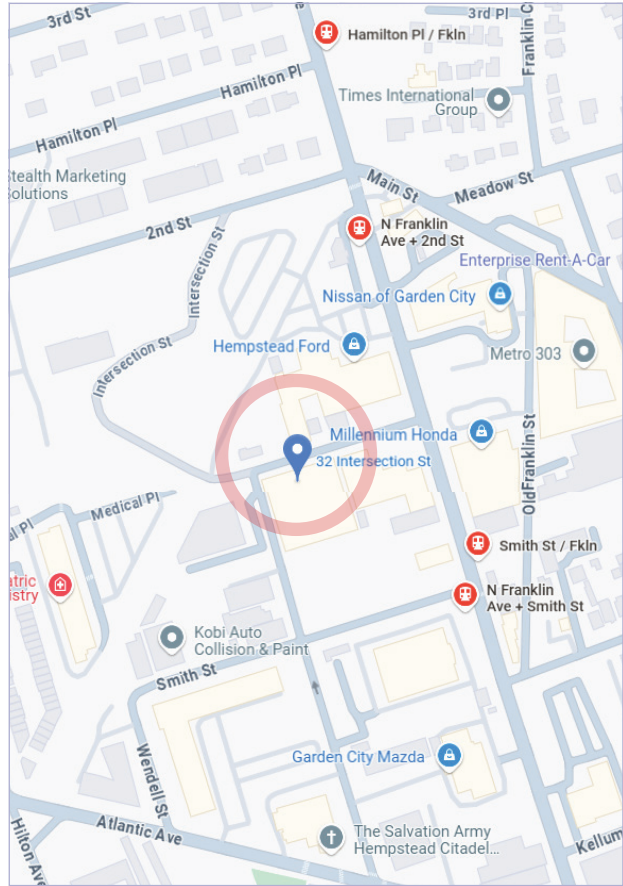 3rd St
Hamilton Pl / Fkln
3rd Pl
Franklin C
Hamilton Pl
Times International
Group
Hamilton Pl
Stealth Marketing
Solutions
Main St
Meadow St
2nd St
N Franklin
Ave + 2nd St
Intersection St
Enterprise Rent-A-Car
Nissan of Garden City
Hempstead Ford
Metro 303
Intersection St
Millennium Honda
32 Intersection St
OldFranklin St
Medical Pl
al Pl
Smith St / Fkln
atric
istry
N Franklin
Ave + Smith St
Kobi Auto
Collision & Paint
Smith St
Wendell St
Garden City Mazda
Atlantic Ave
The Salvation Army
Hempstead Citadel...
Hilton Ave
Kellum